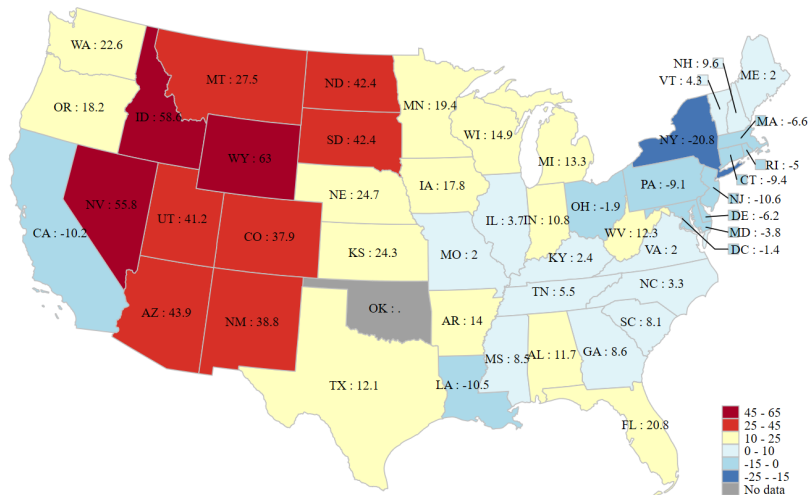 WA : 22.6
OR : 18.2
CA : -10.2
ID : 58.6
NV : 55.8
MT : 27.5
WY : 63
UT : 41.2
CO : 37.9
AZ : 43.9
NM : 38.8
ND : 42.4
SD : 42.4
NE : 24.7
KS : 24.3
OK : .
TX : 12.1
MN : 19.4
IA : 17.8
MO : 2
AR : 14
LA : -10.5
WI : 14.9
IL : 3.7
MI : 13.3
IN : 10.8
OH : -1.9
KY : 2.4
TN : 5.5
MS : 8.5
AL : 11.7
GA : 8.6
FL : 20.8
SC : 8.1
NC : 3.3
VA : 2
WV : 12.3
PA : -9.1
NY : -20.8
VT : 4.3
NH : 9.6
ME : 2
MA : -6.6
RI : -5
CT : -9.4
NJ : -10.6
DE : -6.2
MD : -3.8
DC : -1.4
45 - 65
25 - 45
10 - 25
0 - 10
-15 - 0
-25 - -15
No data